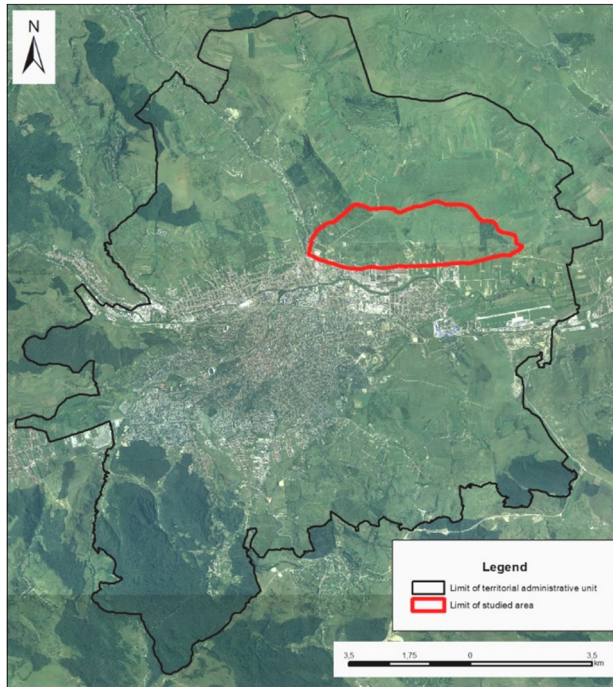 N
Legend
Limit of territorial administrative unit
Limit of studied area
3,5 1,75 0 3,5
km